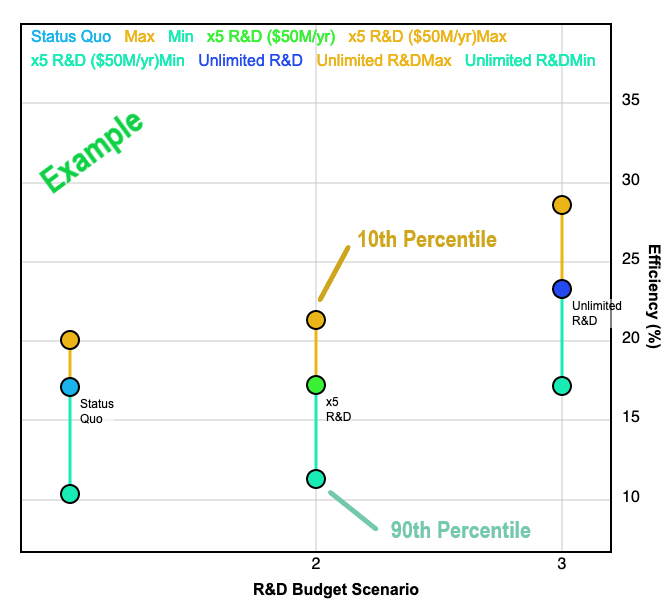 Status Quo Max Min x5 R&D ($50M/yr) x5 R&D ($50M/yr)Max
x5 R&D ($50M/yr)Min Unlimited R&D Unlimited R&DMax Unlimited R&DMin
35
Example
30
10th Percentile
25
Efficiency (%)
Unlimited
R&D
20
x5
R&D
Status
Quo
15
10
90th Percentile
2
3
R&D Budget Scenario